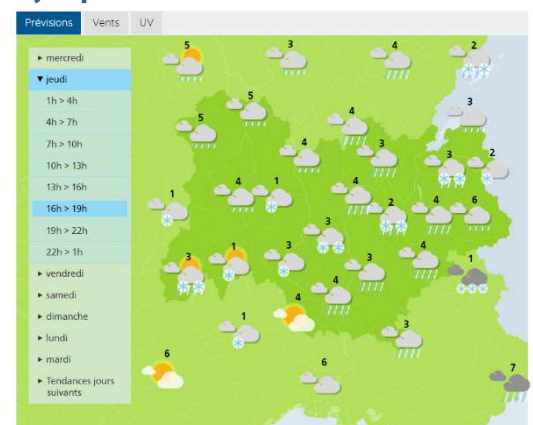 Prévisions Vents UV
▸ mercredi
▼ jeudi
1h > 4h
4h > 7h
7h > 10h
10h > 13h
13h > 16h
16h > 19h
19h > 22h
22h > 1h
▸ vendredi
▸ samedi
▸ dimanche
▸ lundi
▸ mardi
▸ Tendances jours
suivants
5 3 4 2
5 3
5 4
4 3 3 2
1 4 1 4 2 4 6
3
3 1 3 3 4 1
4 4
1 3
6 6 7